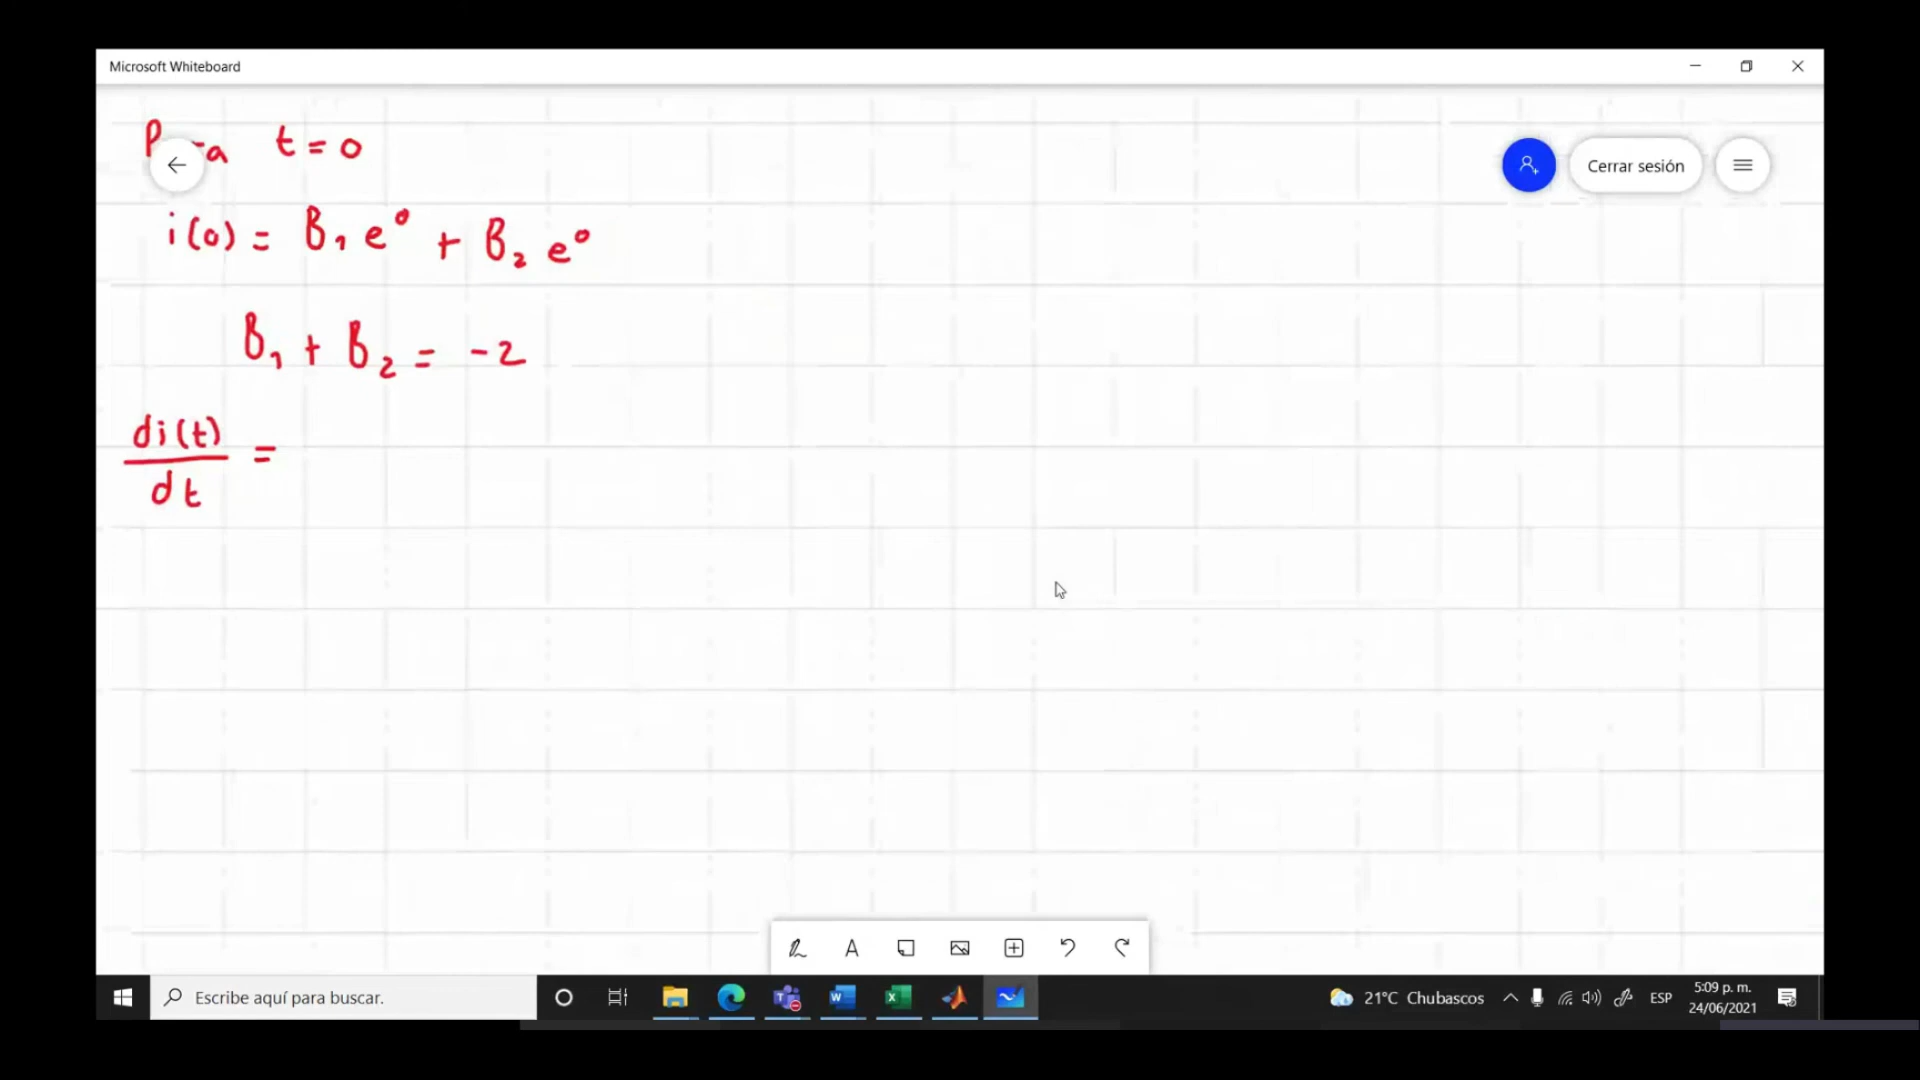 Microsoft Whiteboard
t = 0
i(0) = B₁ e⁰ + B₂ e⁰
Cerrar sesión
B₁ + B₂ = -2
di(t)
=
dt
A
Escribe aquí para buscar.
21°C Chubascos
ESP
5:09 p. m.
24/06/2021